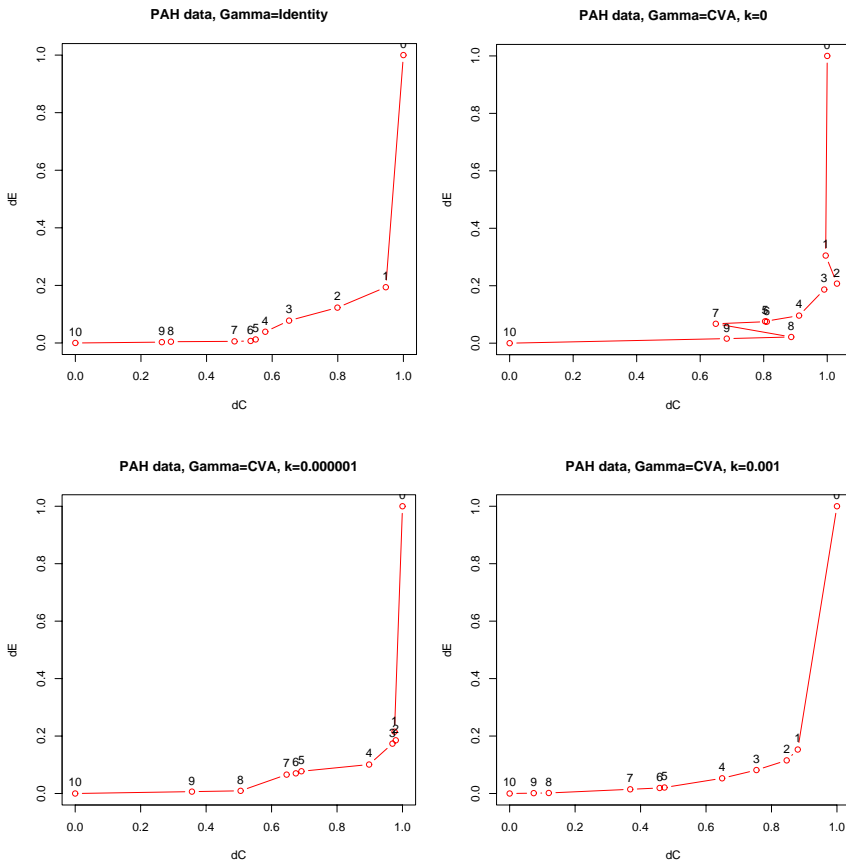 PAH data, Gamma=Identity
dE
0.0 0.2 0.4 0.6 0.8 1.0
10 9 8 7 6 5 4 3 2 1 0
0.0 0.2 0.4 0.6 0.8 1.0
dC
PAH data, Gamma=CVA, k=0
dE
0.0 0.2 0.4 0.6 0.8 1.0
10 9 8 7 6 5 4 3 2 1 0
0.0 0.2 0.4 0.6 0.8 1.0
dC
PAH data, Gamma=CVA, k=0.000001
dE
0.0 0.2 0.4 0.6 0.8 1.0
10 9 8 7 6 5 4 3 2 1 0
0.0 0.2 0.4 0.6 0.8 1.0
dC
PAH data, Gamma=CVA, k=0.001
dE
0.0 0.2 0.4 0.6 0.8 1.0
10 9 8 7 6 5 4 3 2 1 0
0.0 0.2 0.4 0.6 0.8 1.0
dC